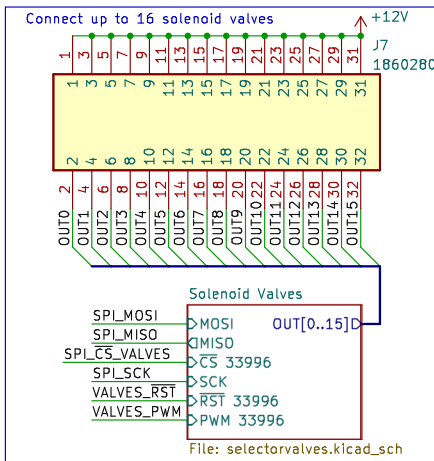 Connect up to 16 solenoid valves
+12V
J7
1860280
1 3 5 7 9 11 13 15 17 19 21 23 25 27 29 31
1 3 5 7 9 11 13 15 17 19 21 23 25 27 29 31
2 4 6 8 10 12 14 16 18 20 22 24 26 28 30 32
2 4 6 8 10 12 14 16 18 20 22 24 26 28 30 32
OUT0 OUT1 OUT2 OUT3 OUT4 OUT5 OUT6 OUT7 OUT8 OUT9 OUT10 OUT11 OUT12 OUT13 OUT14 OUT15
Solenoid Valves
SPI_MOSI MOSI OUT[0..15]
SPI_MISO MISO
SPI_C̅S̅_VALVES C̅S̅ 33996
SPI_SCK SCK
VALVES_R̅S̅T̅ R̅S̅T̅ 33996
VALVES_PWM PWM 33996
File: selectorvalves.kicad_sch